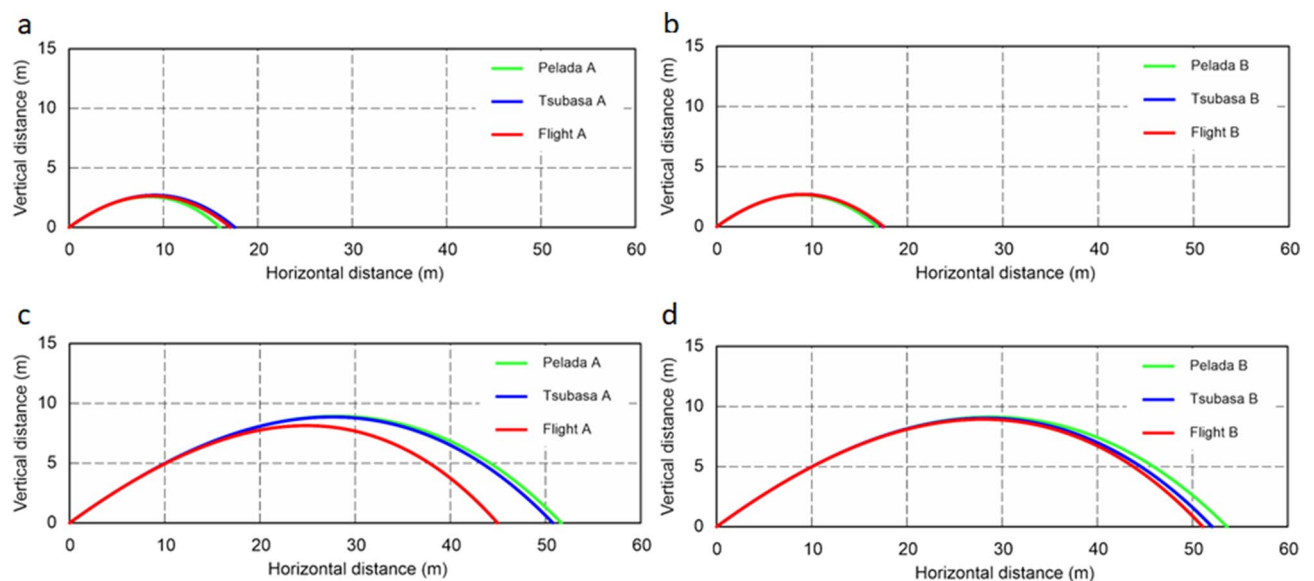 a
15
10
5
0
Vertical distance (m)
Pelada A
Tsubasa A
Flight A
0 10 20 30 40 50 60
Horizontal distance (m)
b
15
10
5
0
Vertical distance (m)
Pelada B
Tsubasa B
Flight B
0 10 20 30 40 50 60
Horizontal distance (m)
c
15
10
5
0
Vertical distance (m)
Pelada A
Tsubasa A
Flight A
0 10 20 30 40 50 60
Horizontal distance (m)
d
15
10
5
0
Vertical distance (m)
Pelada B
Tsubasa B
Flight B
0 10 20 30 40 50 60
Horizontal distance (m)